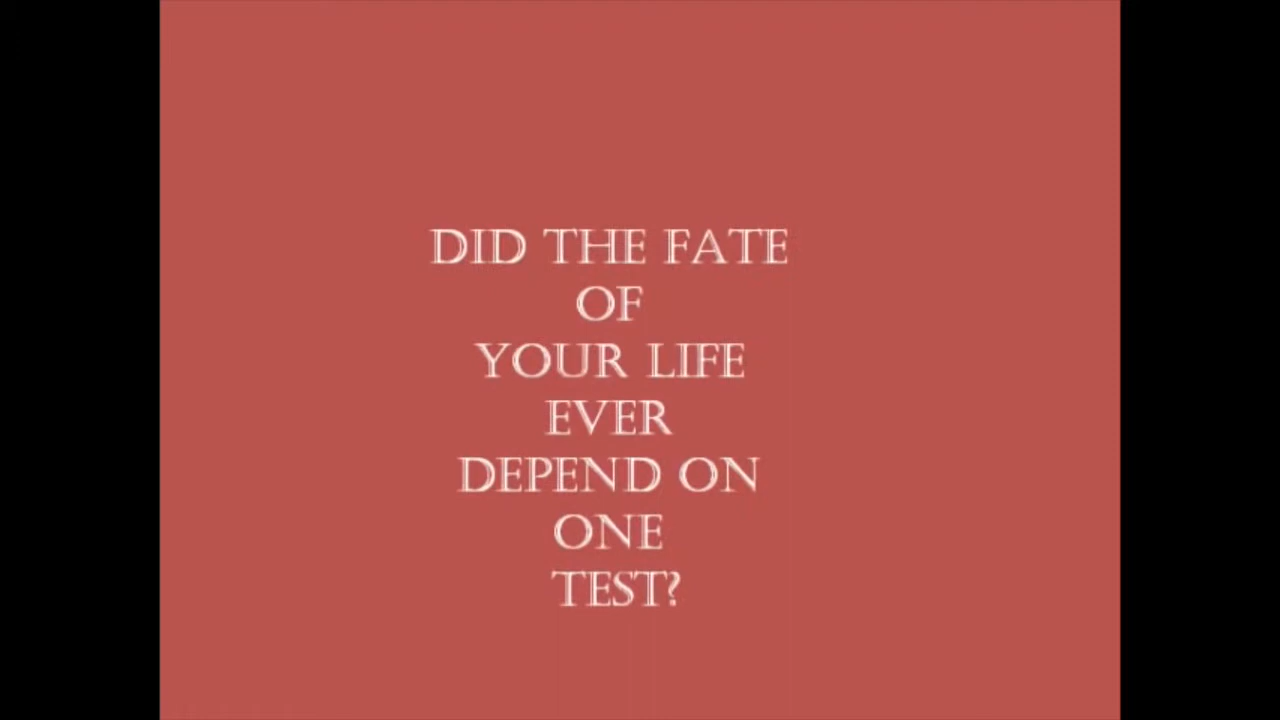 DID THE FATE
OF
YOUR LIFE
EVER
DEPEND ON
ONE
TEST?